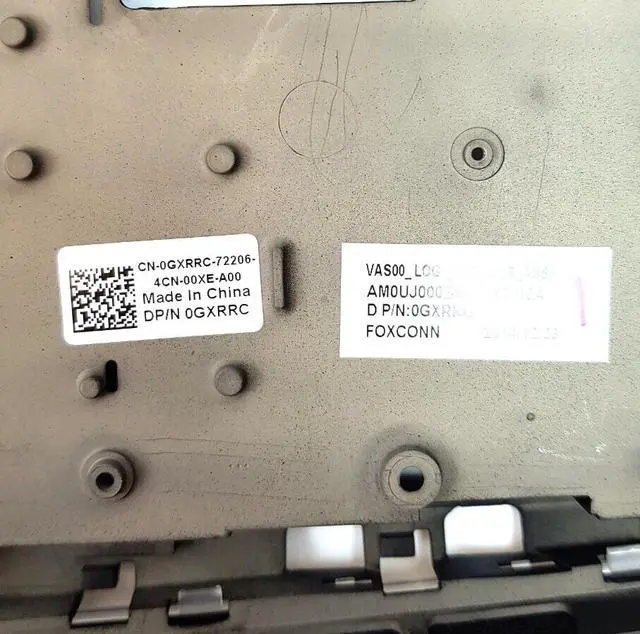 CN-0GXRRC-72206-
4CN-00XE-A00
Made In China
DP/N 0GXRRC
VAS00_LOG
AM0UJ000
D P/N:0GXR
FOXCONN